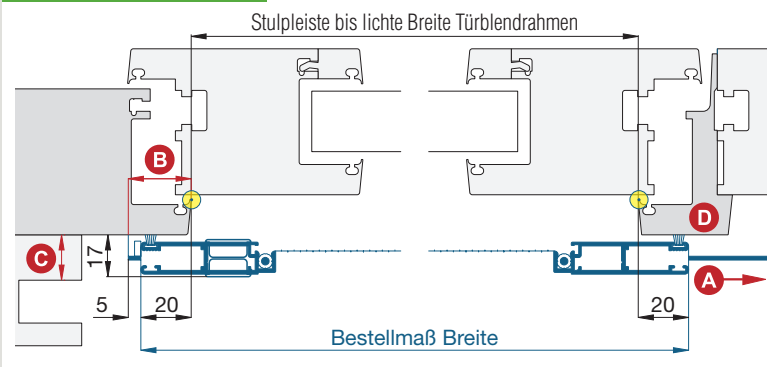 Stulpleiste bis lichte Breite Türblendrahmen
B
D
C
17
A
5
20
20
Bestellmaß Breite